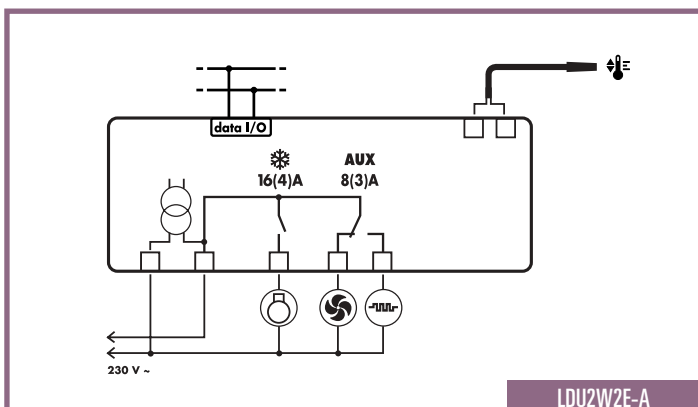 data I/O
AUX
16(4)A 8(3)A
230 V ~
LDU2W2E-A